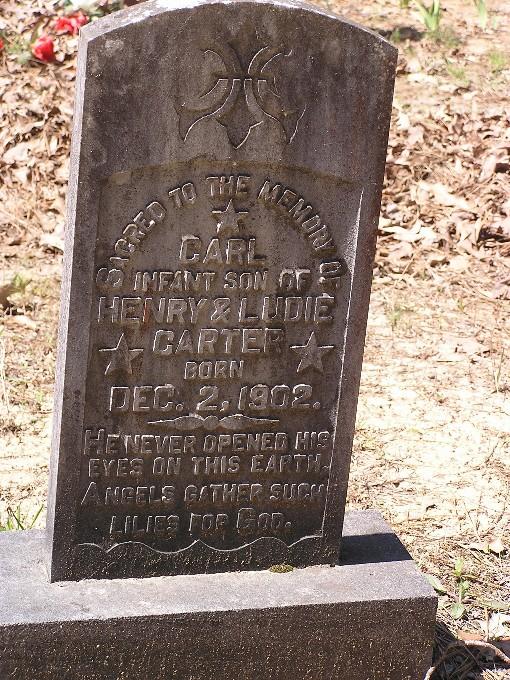 SACRED TO THE MEMORY OF
CARL
INFANT SON OF
HENRY & LUDIE
CARTER
BORN
DEC. 2, 1902.
HE NEVER OPENED HIS
EYES ON THIS EARTH.
ANGELS GATHER SUCH
LILIES FOR GOD.